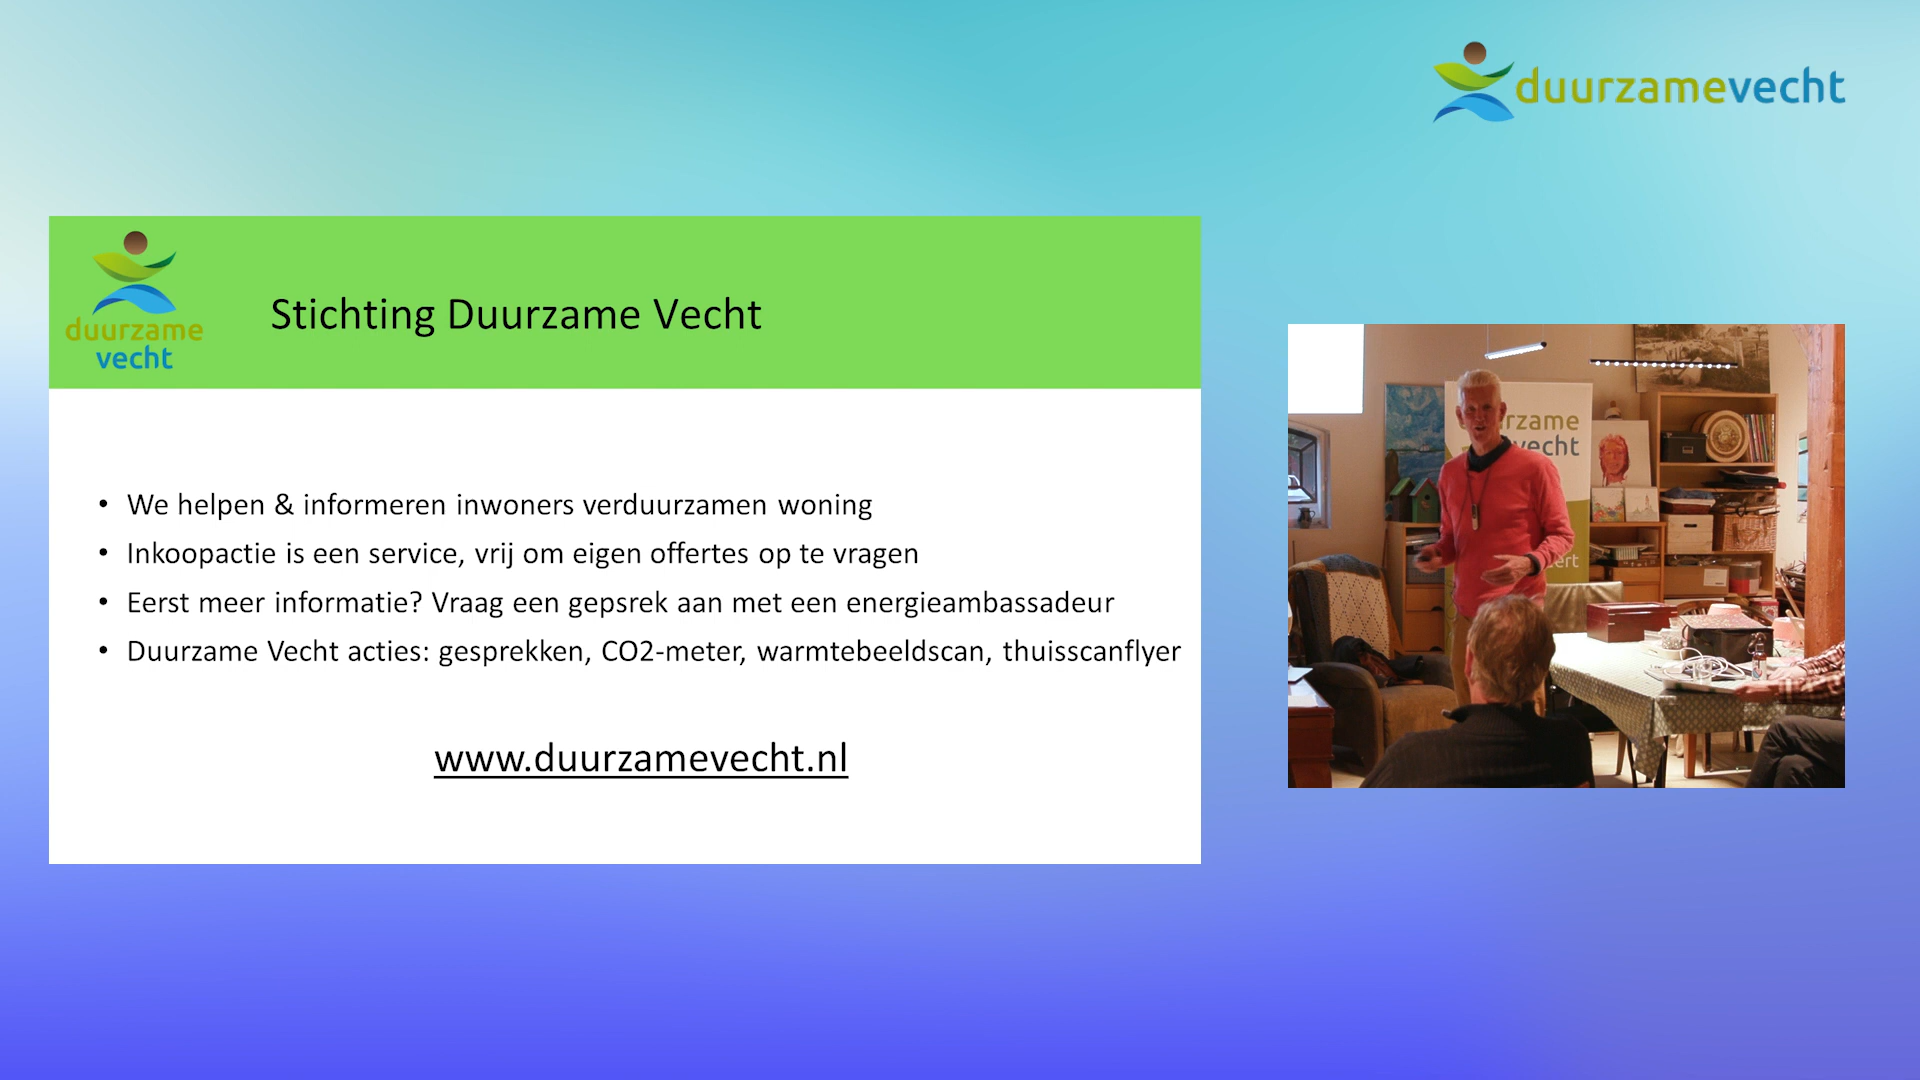 duurzamevecht
duurzame
vecht
Stichting Duurzame Vecht
• We helpen & informeren inwoners verduurzamen woning
• Inkoopactie is een service, vrij om eigen offertes op te vragen
• Eerst meer informatie? Vraag een gepsrek aan met een energieambassadeur
• Duurzame Vecht acties: gesprekken, CO2-meter, warmtebeeldscan, thuisscanflyer
www.duurzamevecht.nl